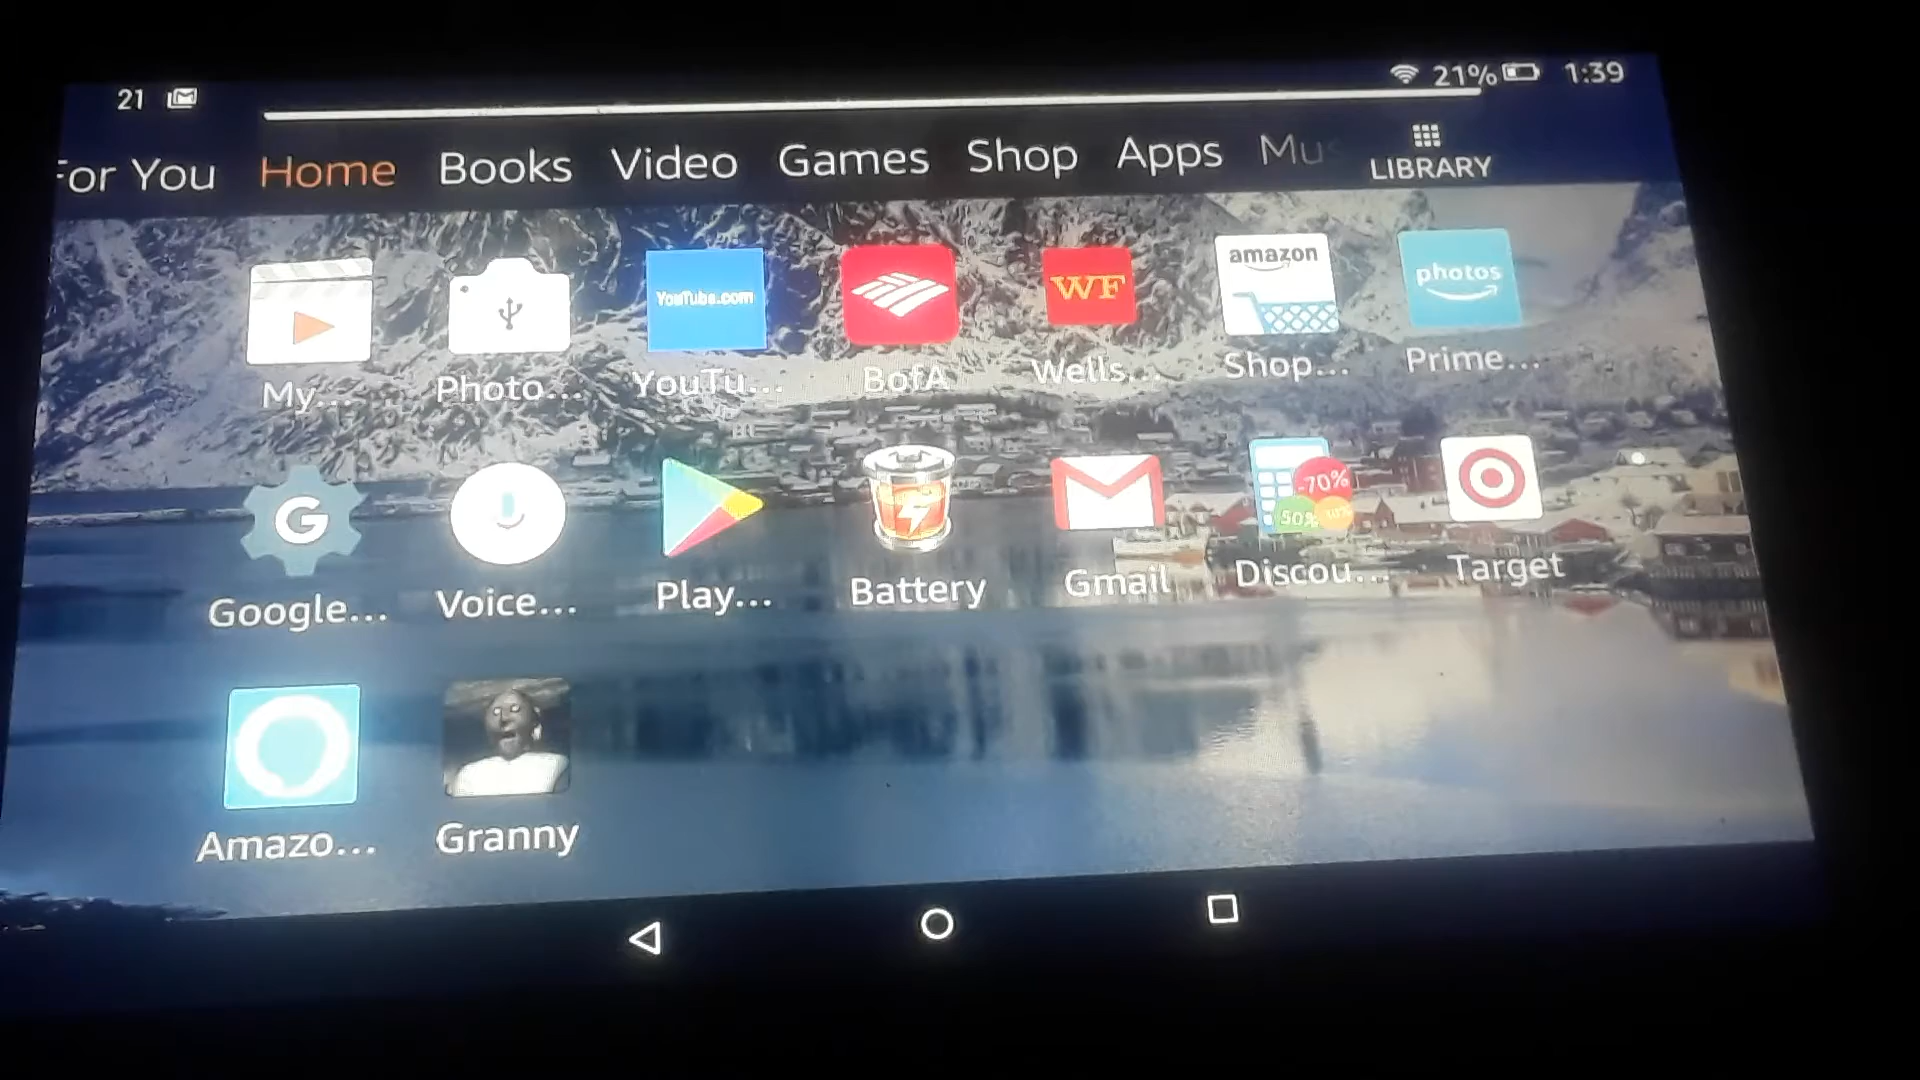 21 21% 1:39
For You Home Books Video Games Shop Apps Mus LIBRARY
YouTube.com WF amazon photos
My... Photo... YouTu... BofA Wells... Shop... Prime...
G -70% 50%
Google... Voice... Play... Battery Gmail Discou... Target
Amazo... Granny